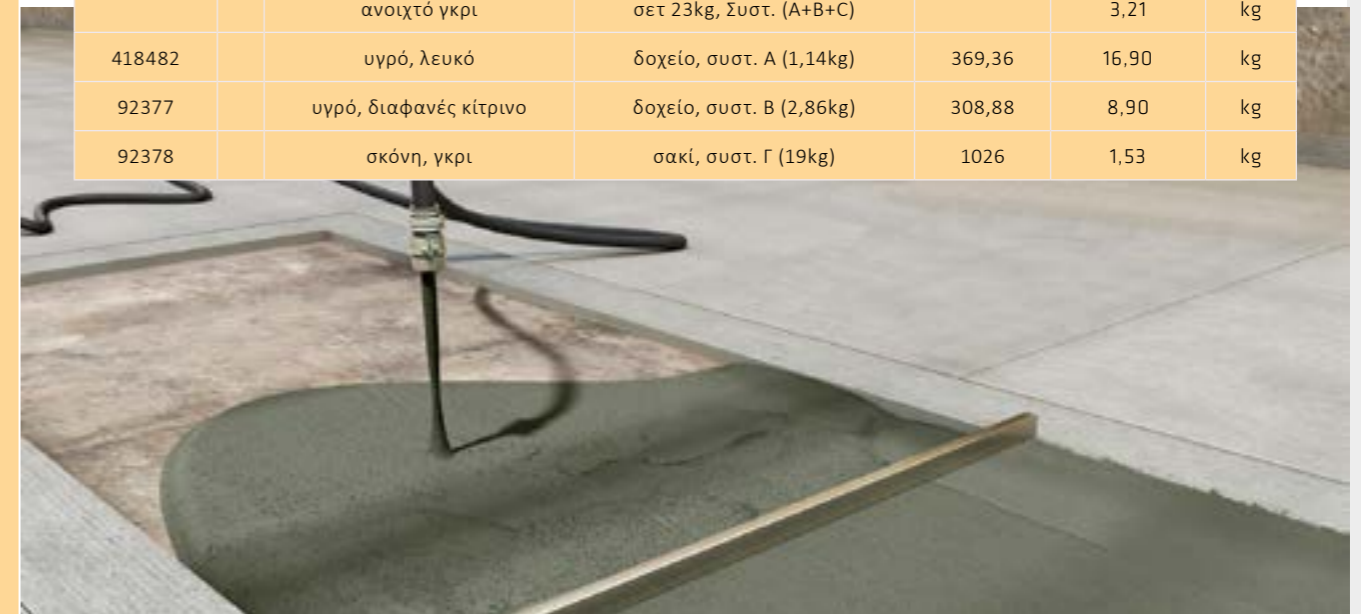 ανοιχτό γκρι σετ 23kg, Συστ. (A+B+C) 3,21 kg
418482 υγρό, λευκό δοχείο, συστ. Α (1,14kg) 369,36 16,90 kg
92377 υγρό, διαφανές κίτρινο δοχείο, συστ. Β (2,86kg) 308,88 8,90 kg
92378 σκόνη, γκρι σακί, συστ. Γ (19kg) 1026 1,53 kg